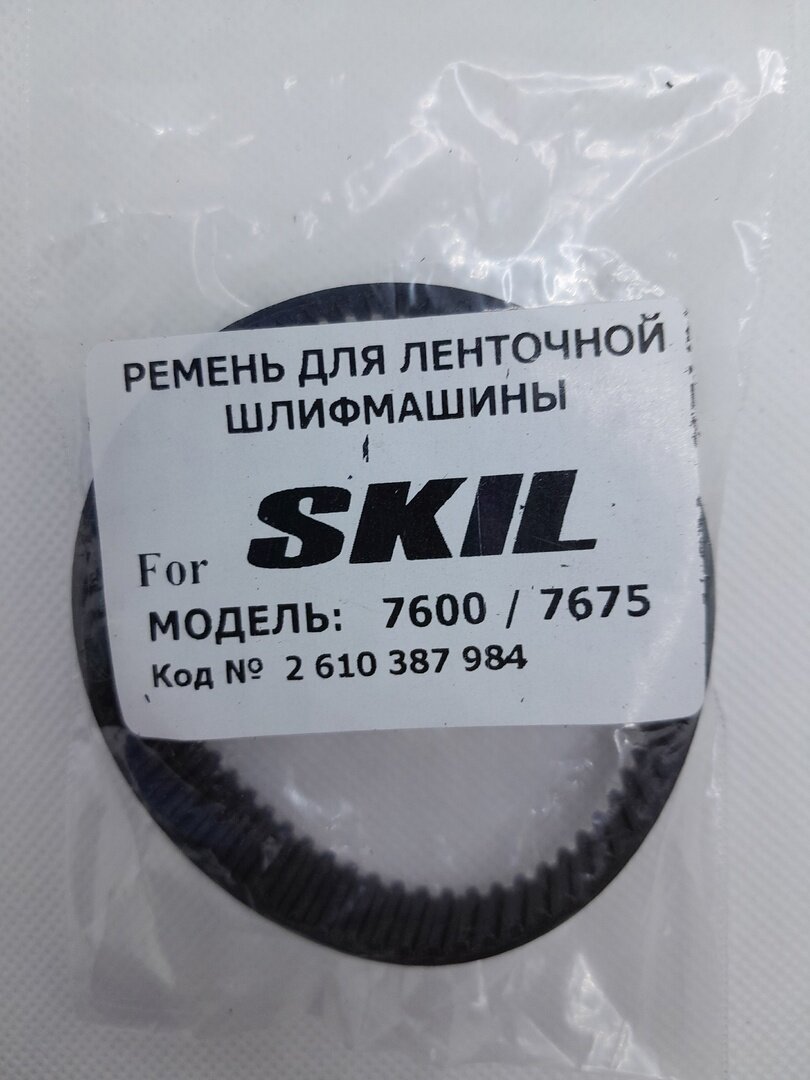 РЕМЕНЬ ДЛЯ ЛЕНТОЧНОЙ
ШЛИФМАШИНЫ
For SKIL
МОДЕЛЬ: 7600 / 7675
Код № 2 610 387 984